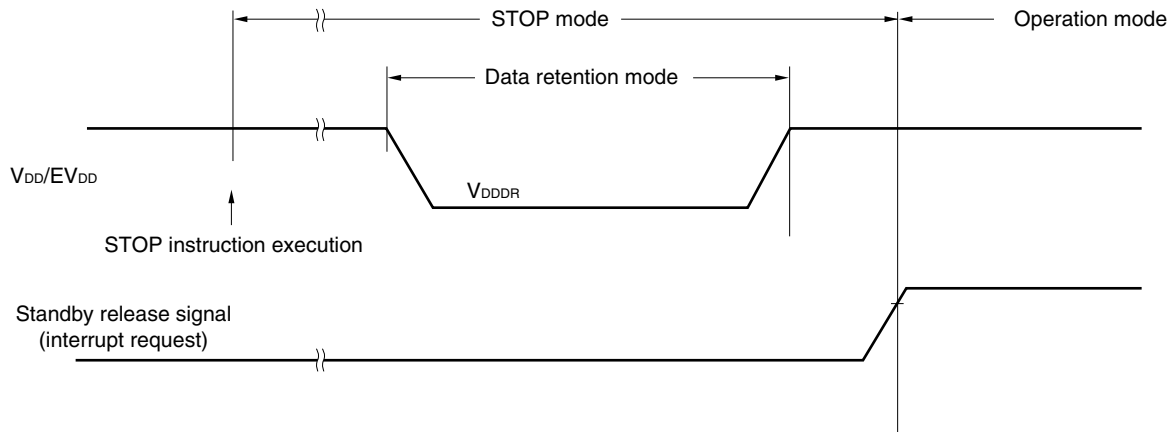 STOP mode
Operation mode
Data retention mode
VDD/EVDD
VDDDR
STOP instruction execution
Standby release signal
(interrupt request)